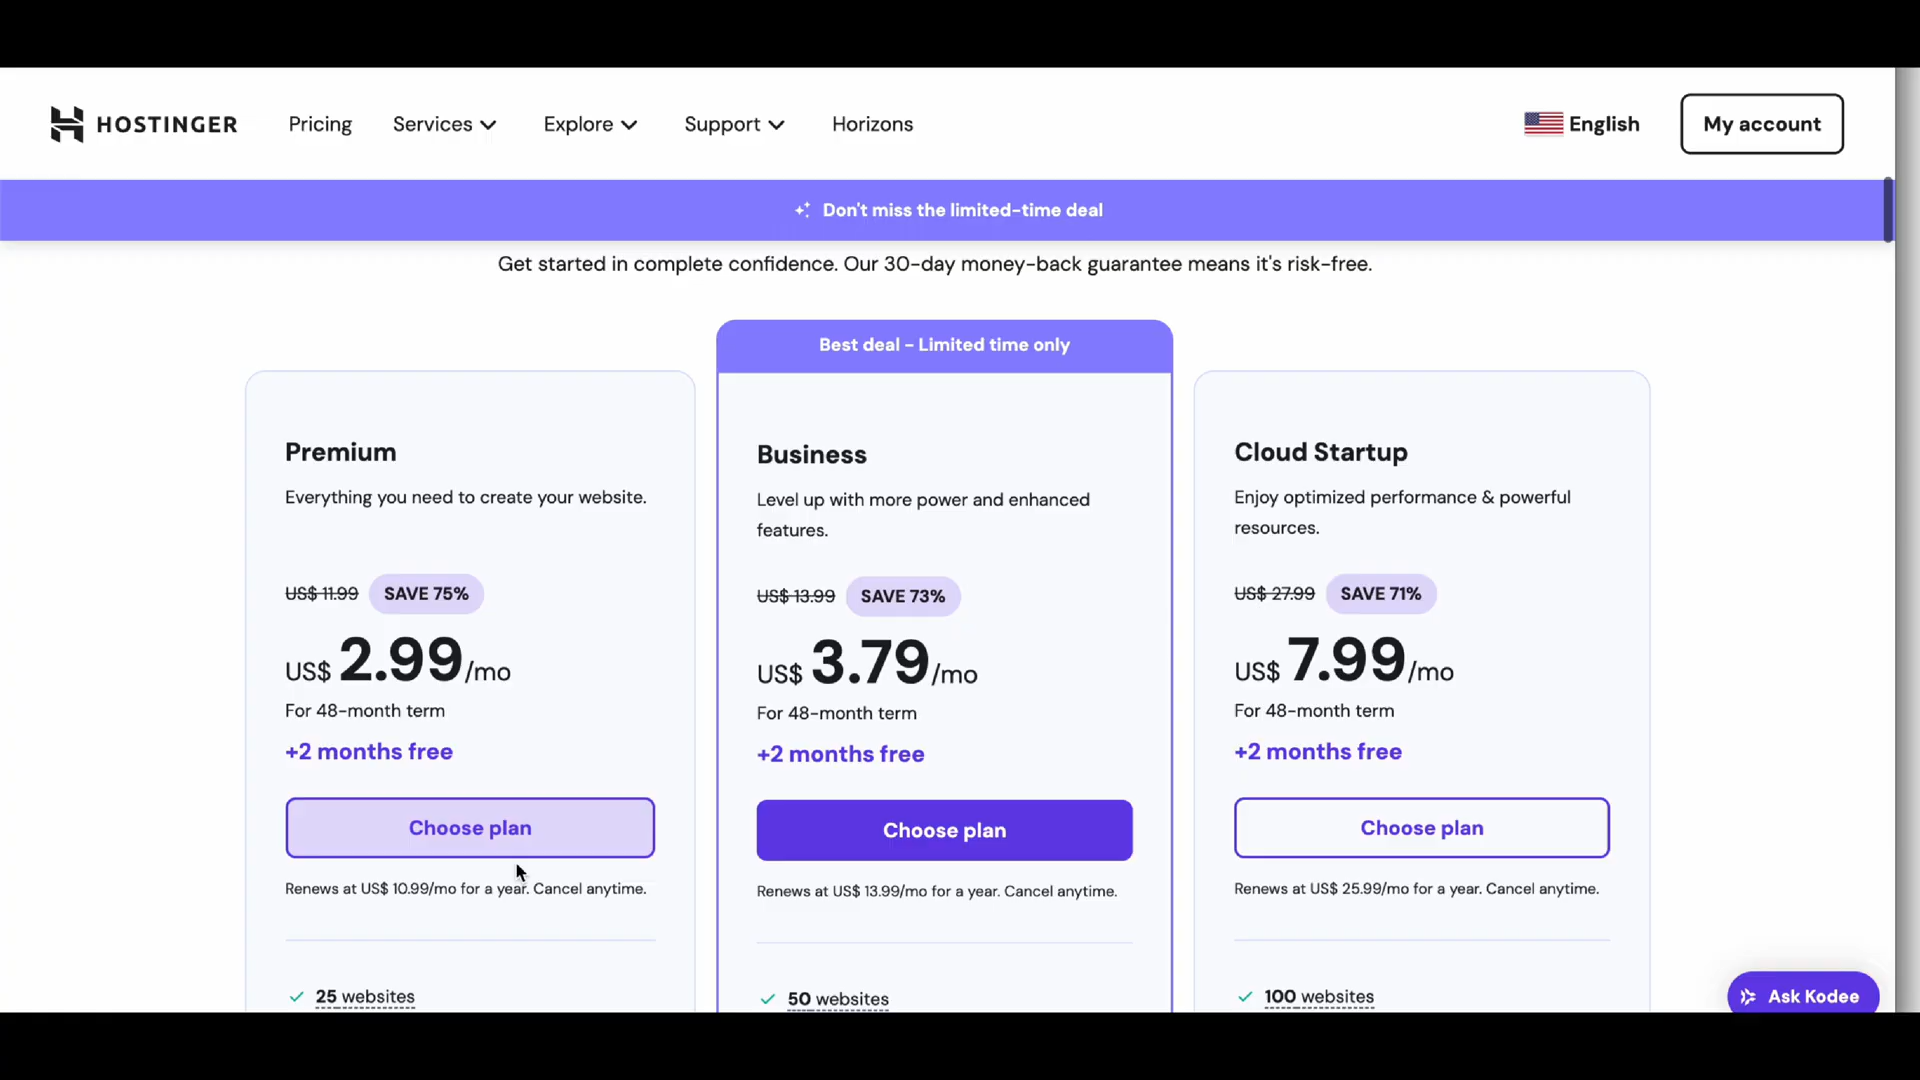 HOSTINGER
Pricing
Services
Explore
Support
Horizons
English
My account
Don't miss the limited-time deal
Get started in complete confidence. Our 30-day money-back guarantee means it's risk-free.
Best deal - Limited time only
Premium
Everything you need to create your website.
US$ 11.99
SAVE 75%
US$ 2.99/mo
For 48-month term
+2 months free
Choose plan
Renews at US$ 10.99/mo for a year. Cancel anytime.
25 websites
Business
Level up with more power and enhanced
features.
US$ 13.99
SAVE 73%
US$ 3.79/mo
For 48-month term
+2 months free
Choose plan
Renews at US$ 13.99/mo for a year. Cancel anytime.
50 websites
Cloud Startup
Enjoy optimized performance & powerful
resources.
US$ 27.99
SAVE 71%
US$ 7.99/mo
For 48-month term
+2 months free
Choose plan
Renews at US$ 25.99/mo for a year. Cancel anytime.
100 websites
Ask Kodee